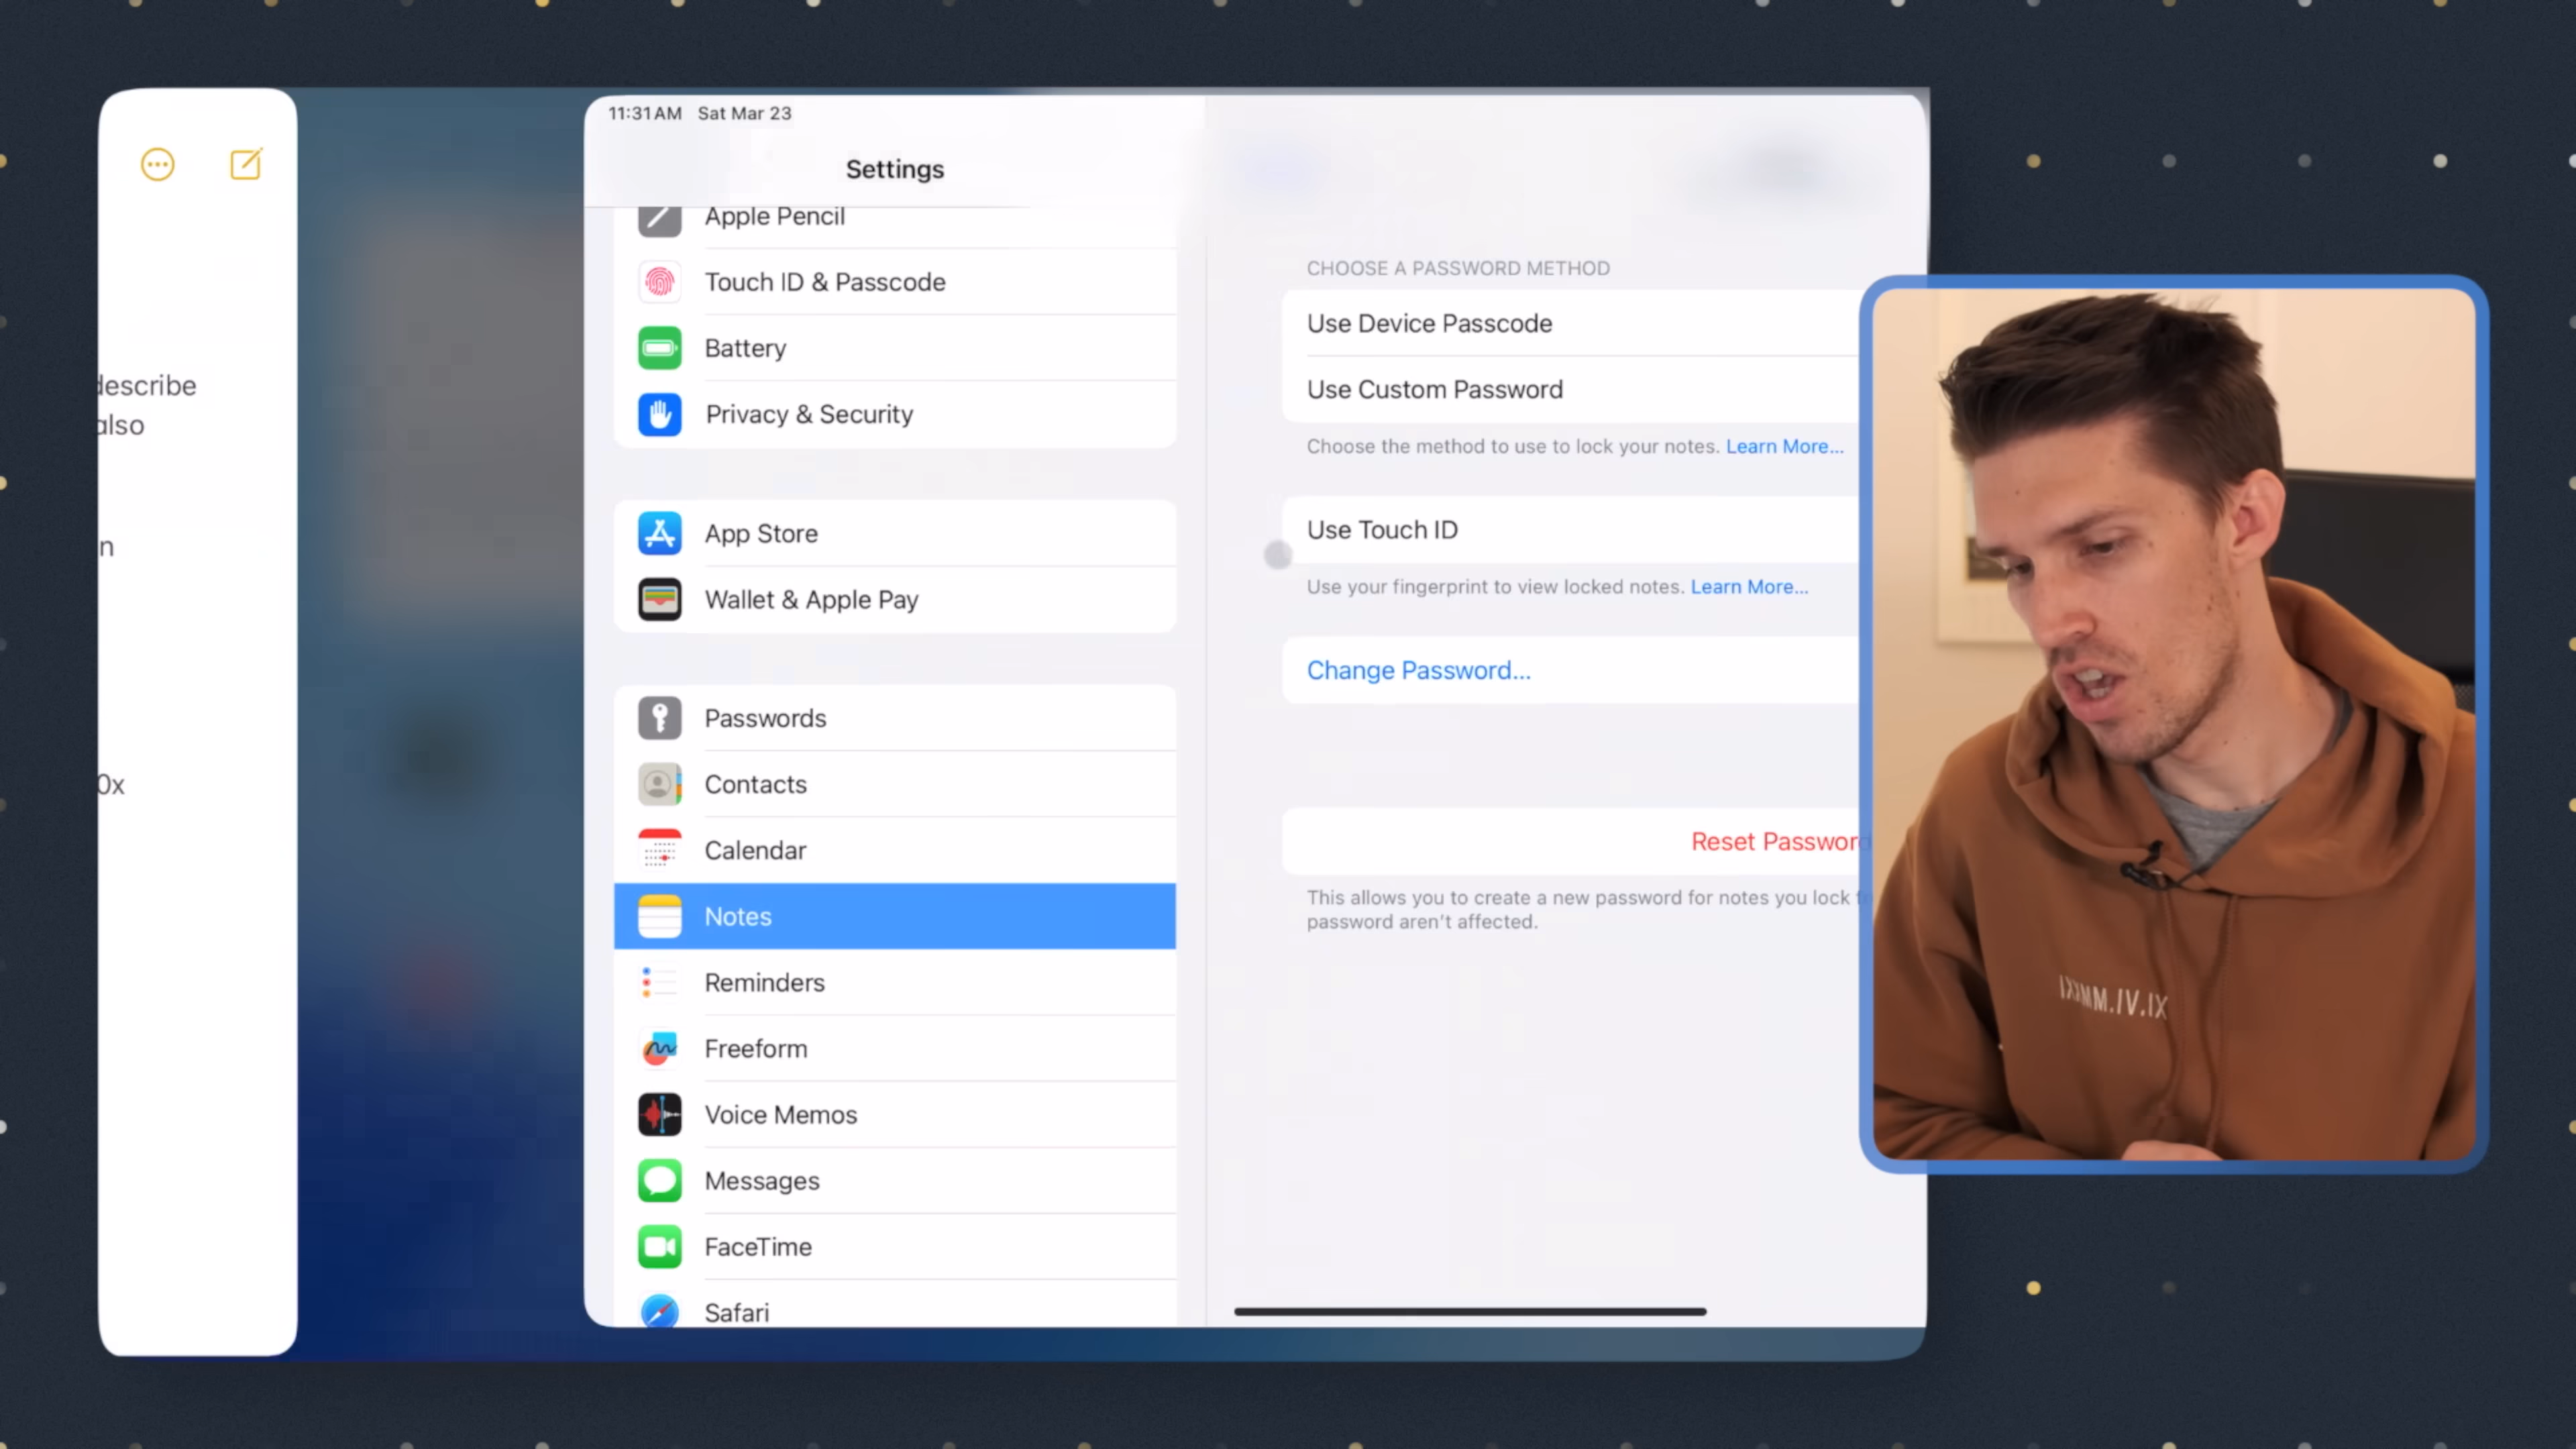 11:31 AM Sat Mar 23
Settings
Apple Pencil
Touch ID & Passcode
Battery
Privacy & Security
App Store
Wallet & Apple Pay
Passwords
Contacts
Calendar
Notes
Reminders
Freeform
Voice Memos
Messages
FaceTime
Safari
describe
also
n
0x
CHOOSE A PASSWORD METHOD
Use Device Passcode
Use Custom Password
Choose the method to use to lock your notes. Learn More...
Use Touch ID
Use your fingerprint to view locked notes. Learn More...
Change Password...
Reset Password
This allows you to create a new password for notes you lock
password aren't affected.